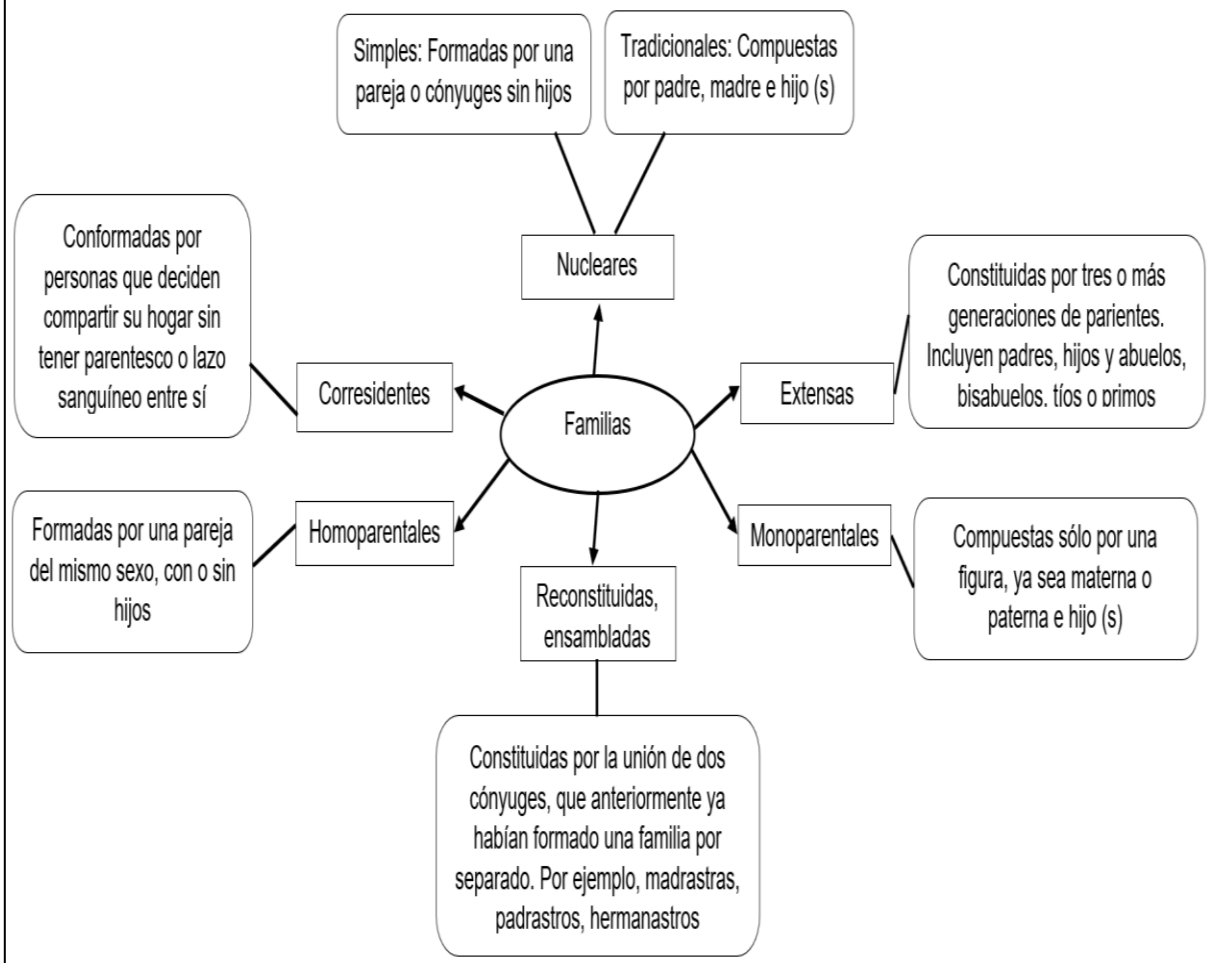 Simples: Formadas por una
pareja o cónyuges sin hijos
Tradicionales: Compuestas
por padre, madre e hijo (s)
Nucleares
Conformadas por
personas que deciden
compartir su hogar sin
tener parentesco o lazo
sanguíneo entre sí
Corresidentes
Familias
Extensas
Constituidas por tres o más
generaciones de parientes.
Incluyen padres, hijos y abuelos,
bisabuelos, tíos o primos
Formadas por una pareja
del mismo sexo, con o sin
hijos
Homoparentales
Reconstituidas,
ensambladas
Monoparentales
Compuestas sólo por una
figura, ya sea materna o
paterna e hijo (s)
Constituidas por la unión de dos
cónyuges, que anteriormente ya
habían formado una familia por
separado. Por ejemplo, madrastras,
padrastros, hermanastros